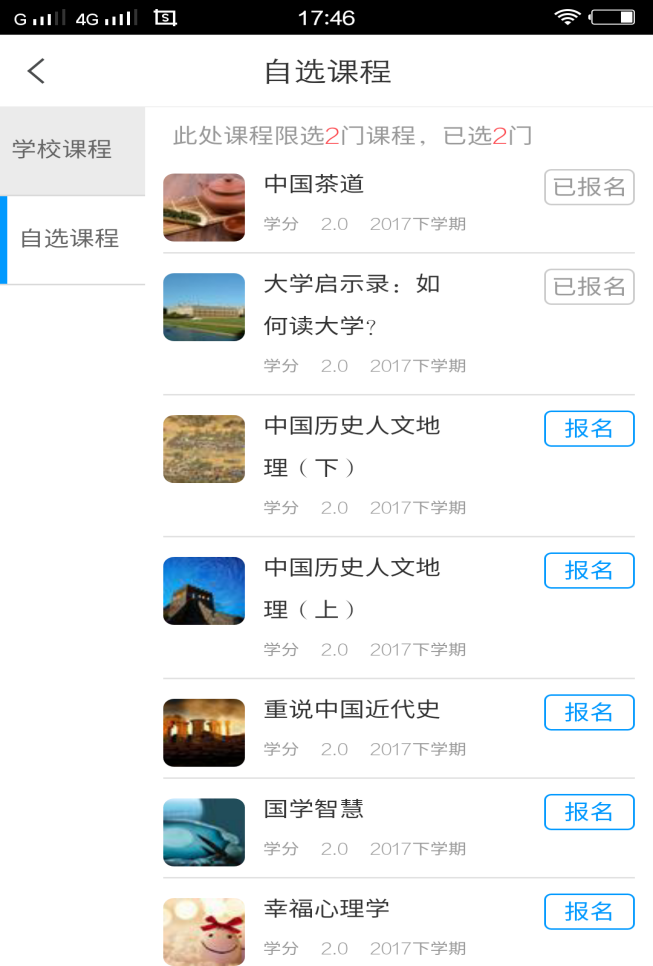 G 4G S 17:46
自选课程
学校课程
自选课程
此处课程限选2门课程，已选2门
中国茶道 已报名
学分 2.0 2017下学期
大学启示录：如 已报名
何读大学？
学分 2.0 2017下学期
中国历史人文地 报名
理（下）
学分 2.0 2017下学期
中国历史人文地 报名
理（上）
学分 2.0 2017下学期
重说中国近代史 报名
学分 2.0 2017下学期
国学智慧 报名
学分 2.0 2017下学期
幸福心理学 报名
学分 2.0 2017下学期